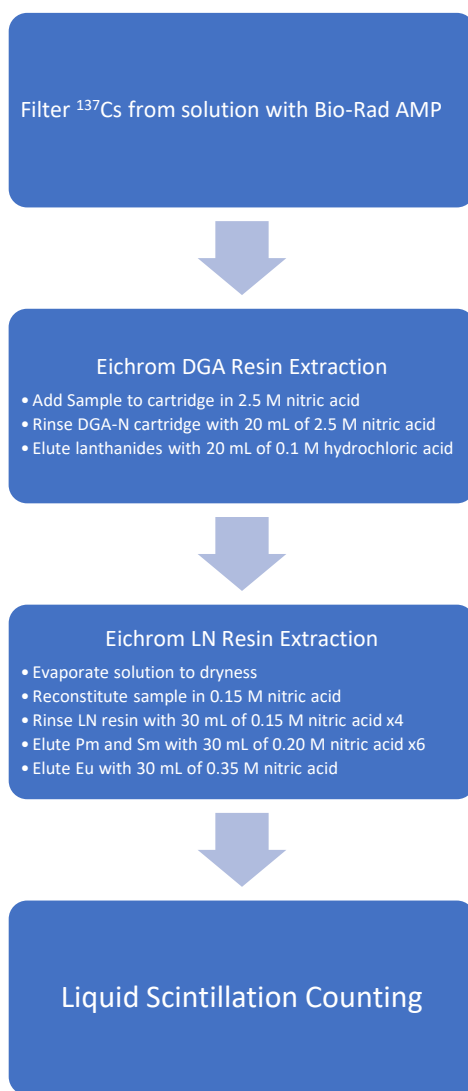 Filter ¹³⁷Cs from solution with Bio-Rad AMP
Eichrom DGA Resin Extraction
• Add Sample to cartridge in 2.5 M nitric acid
• Rinse DGA-N cartridge with 20 mL of 2.5 M nitric acid
• Elute lanthanides with 20 mL of 0.1 M hydrochloric acid
Eichrom LN Resin Extraction
• Evaporate solution to dryness
• Reconstitute sample in 0.15 M nitric acid
• Rinse LN resin with 30 mL of 0.15 M nitric acid x4
• Elute Pm and Sm with 30 mL of 0.20 M nitric acid x6
• Elute Eu with 30 mL of 0.35 M nitric acid
Liquid Scintillation Counting